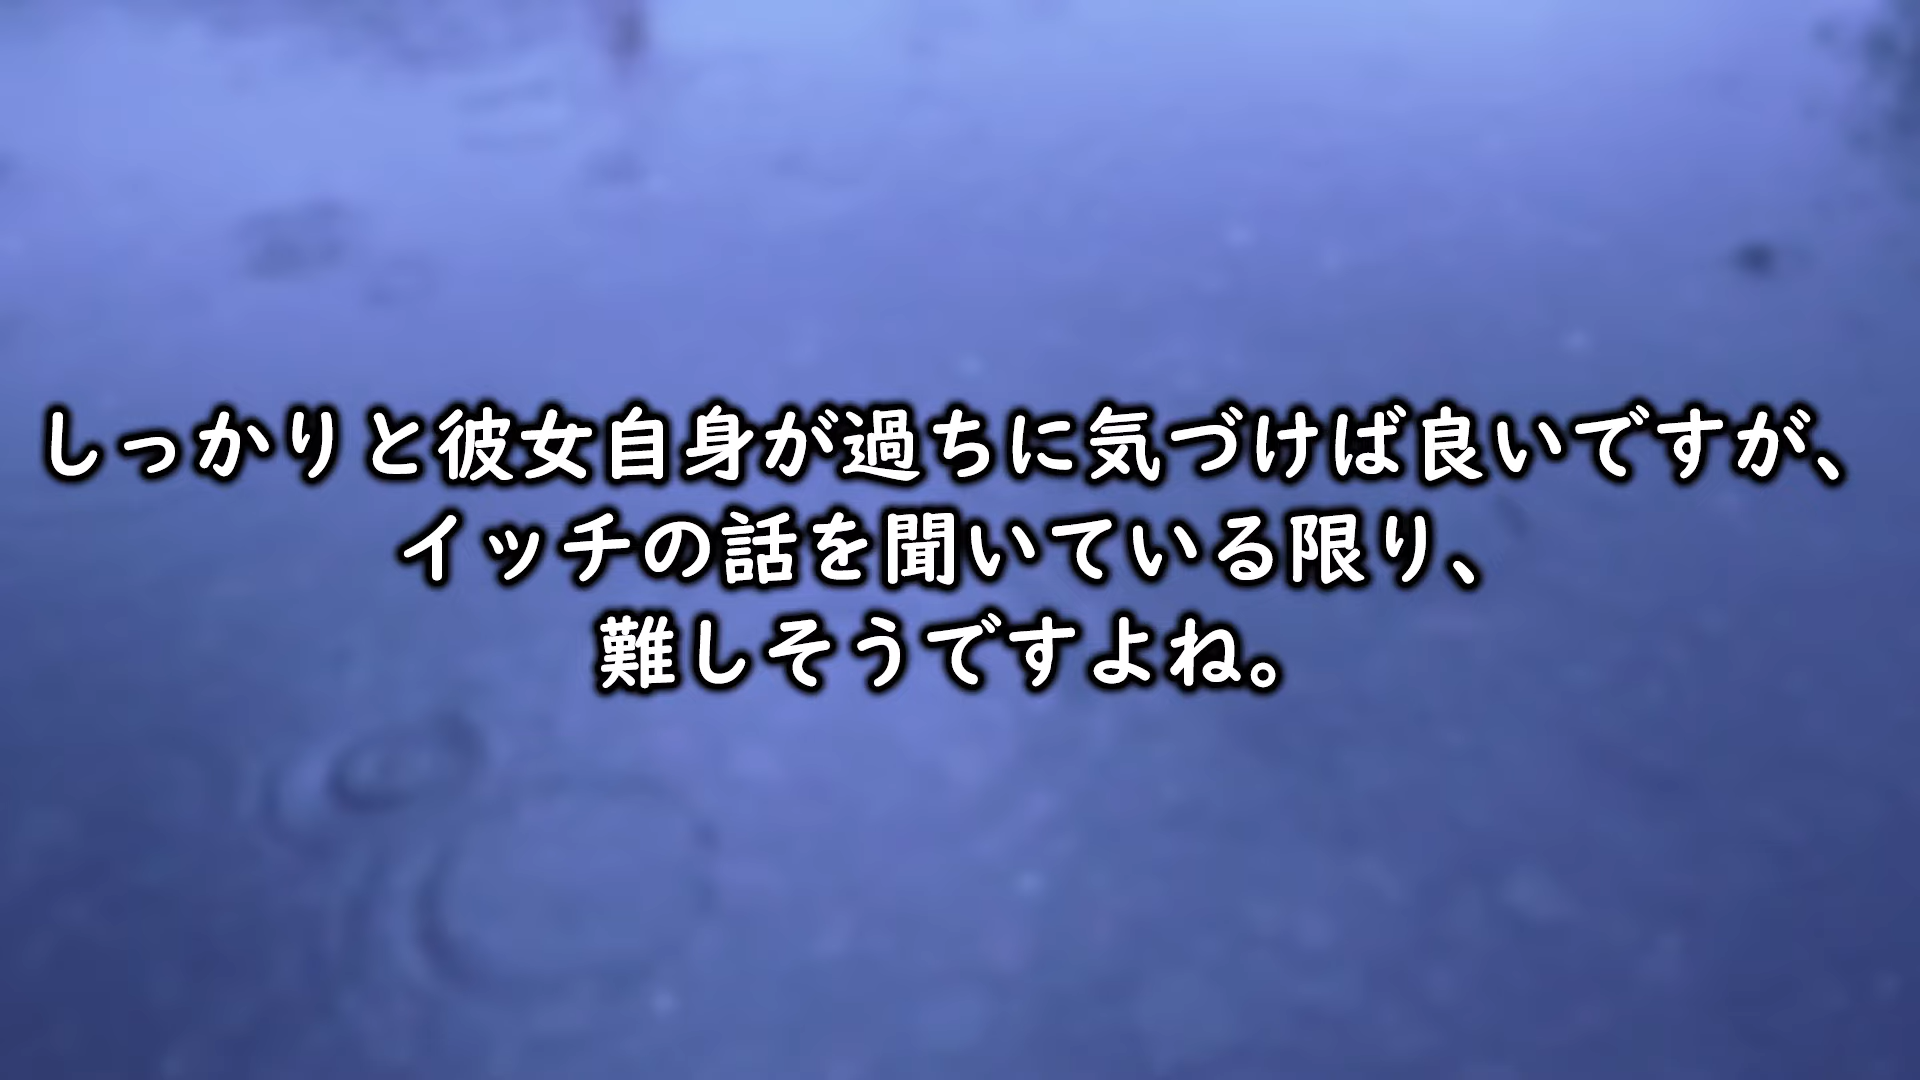 しっかりと彼女自身が過ちに気づけば良いですが、
イッチの話を聞いている限り、
難しそうですよね。